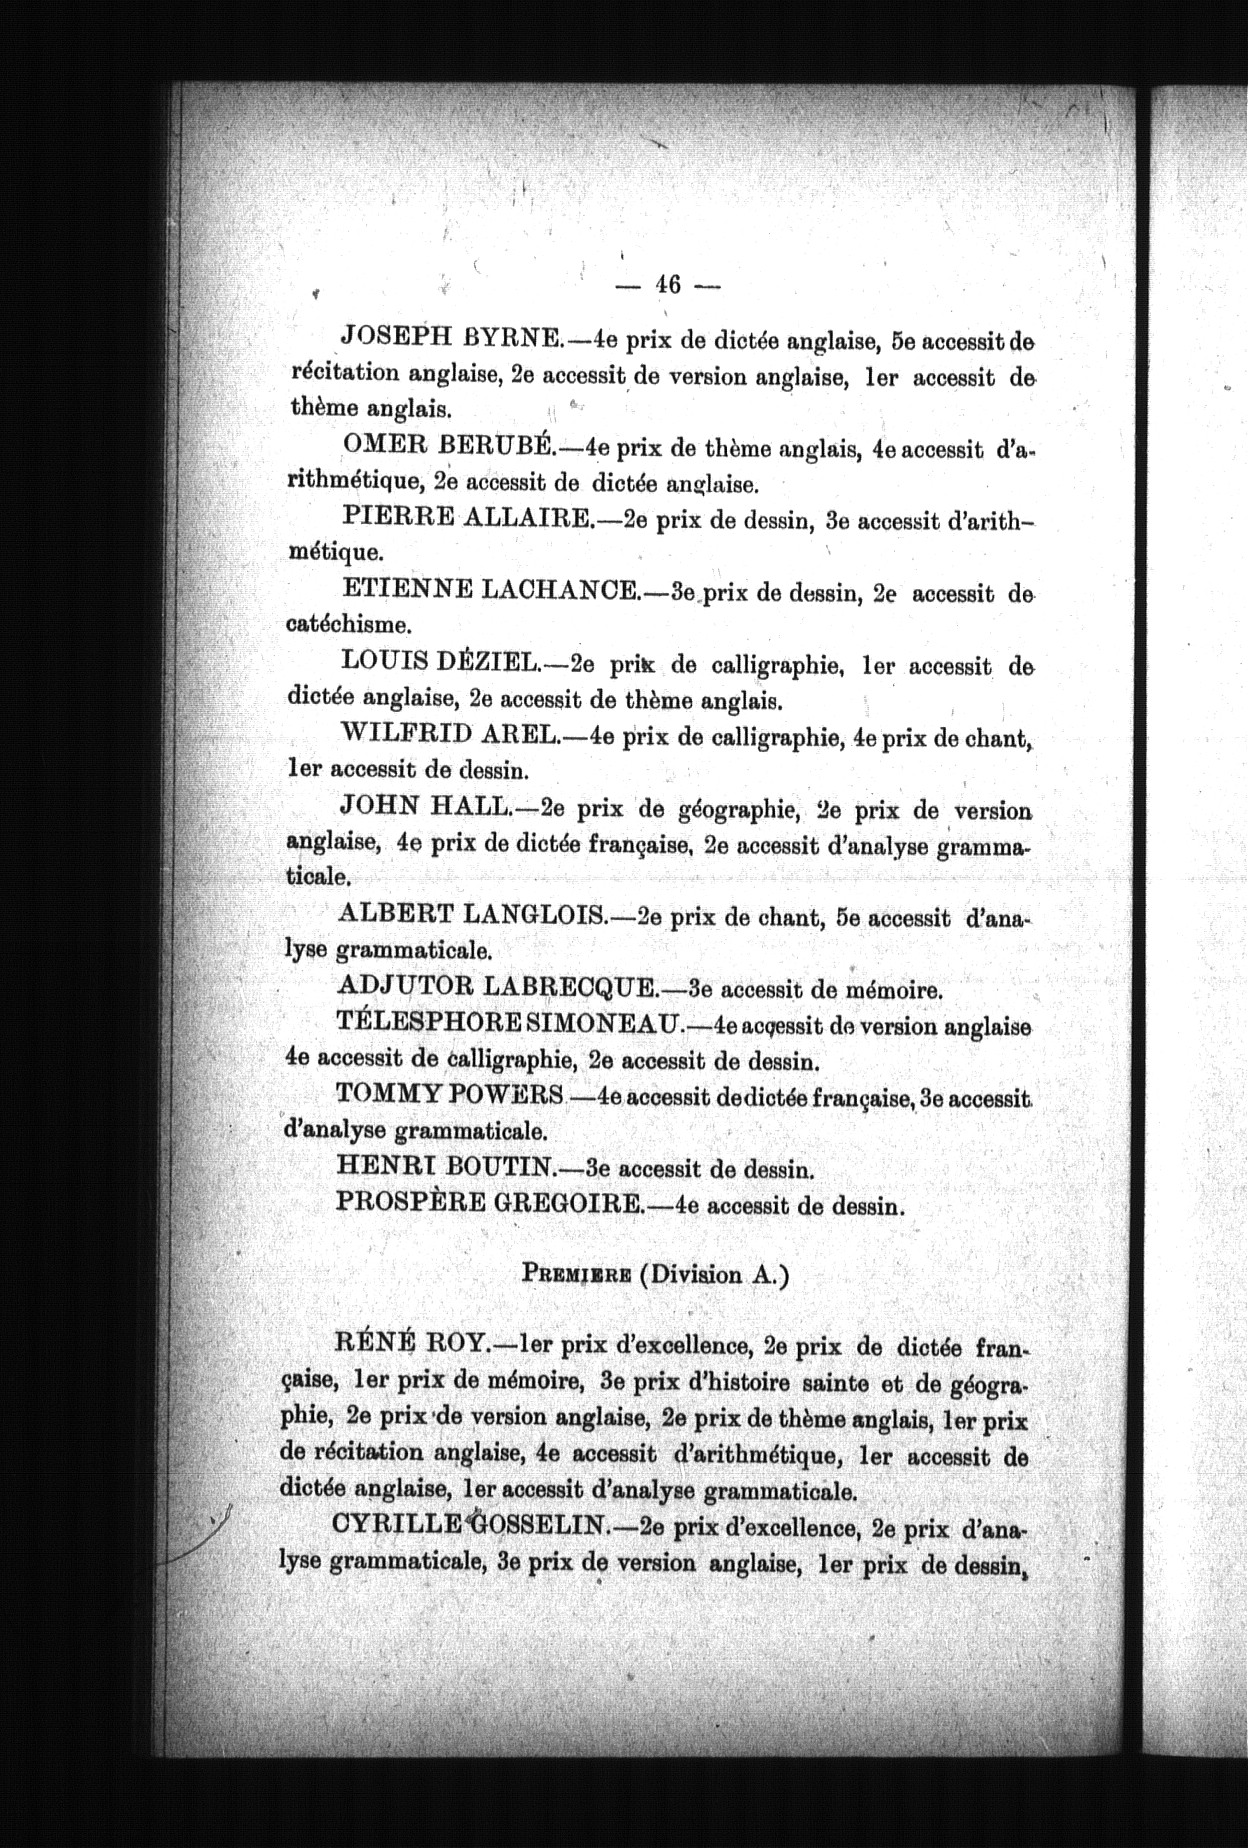 — 46 —
JOSEPH BYRNE.—4e prix de dictée anglaise, 5e accessit de
récitation anglaise, 2e accessit de version anglaise, 1er accessit de
thème anglais.
OMER BERUBÉ.—4e prix de thème anglais, 4e accessit d'a-
rithmétique, 2e accessit de dictée anglaise.
PIERRE ALLAIRE.—2e prix de dessin, 3e accessit d'arith-
métique.
ETIENNE LACHANCE.—3e prix de dessin, 2e accessit de
catéchisme.
LOUIS DÉZIEL.—2e prix de calligraphie, 1er accessit de
dictée anglaise, 2e accessit de thème anglais.
WILFRID AREL.—4e prix de calligraphie, 4e prix de chant,
1er accessit de dessin.
JOHN HALL.—2e prix de géographie, 2e prix de version
anglaise, 4e prix de dictée française, 2e accessit d'analyse gramma-
ticale.
ALBERT LANGLOIS.—2e prix de chant, 5e accessit d'ana-
lyse grammaticale.
ADJUTOR LABRECQUE.—3e accessit de mémoire.
TÉLESPHORE SIMONEAU.—4e accessit de version anglaise
4e accessit de calligraphie, 2e accessit de dessin.
TOMMY POWERS —4e accessit de dictée française, 3e accessit
d'analyse grammaticale.
HENRI BOUTIN.—3e accessit de dessin.
PROSPÈRE GREGOIRE.—4e accessit de dessin.
PREMIERE (Division A.)
RÉNÉ ROY.—1er prix d'excellence, 2e prix de dictée fran-
çaise, 1er prix de mémoire, 3e prix d'histoire sainte et de géogra-
phie, 2e prix de version anglaise, 2e prix de thème anglais, 1er prix
de récitation anglaise, 4e accessit d'arithmétique, 1er accessit de
dictée anglaise, 1er accessit d'analyse grammaticale.
CYRILLE GOSSELIN.—2e prix d'excellence, 2e prix d'ana-
lyse grammaticale, 3e prix de version anglaise, 1er prix de dessin,